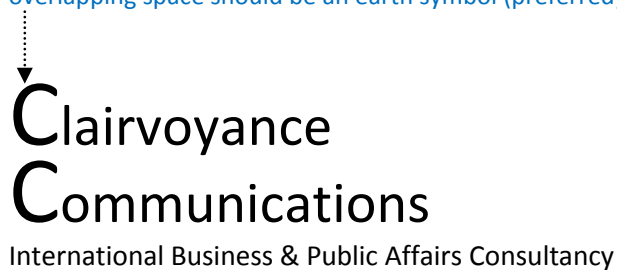 overlapping space should be an earth symbol (preferred)
Clairvoyance
Communications
International Business & Public Affairs Consultancy